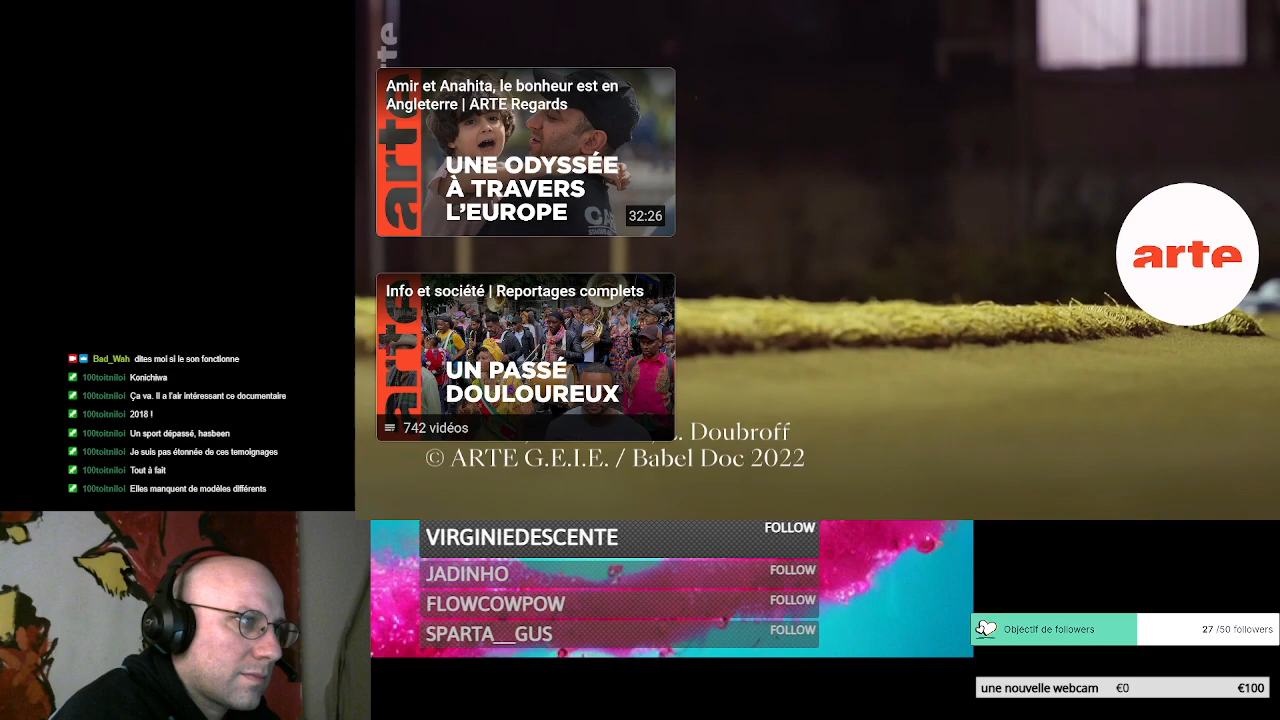 te
Amir et Anahita, le bonheur est en
Angleterre | ARTE Regards
arte
UNE ODYSSÉE
À TRAVERS
L'EUROPE
32:26
arte
Info et société | Reportages complets
arte
UN PASSÉ
DOULOUREUX
742 vidéos
. Doubroff
© ARTE G.E.I.E. / Babel Doc 2022
Bad_Wah dites moi si le son fonctionne
100toitniloi Konichiwa
100toitniloi Ça va. Il a l'air intéressant ce documentaire
100toitniloi 2018 !
100toitniloi Un sport dépassé, hasbeen
100toitniloi Je suis pas étonnée de ces temoignages
100toitniloi Tout à fait
100toitniloi Elles manquent de modèles différents
VIRGINIEDESCENTE FOLLOW
JADINHO FOLLOW
FLOWCOWPOW FOLLOW
SPARTA__GUS FOLLOW
Objectif de followers 27 /50 followers
une nouvelle webcam €0 €100